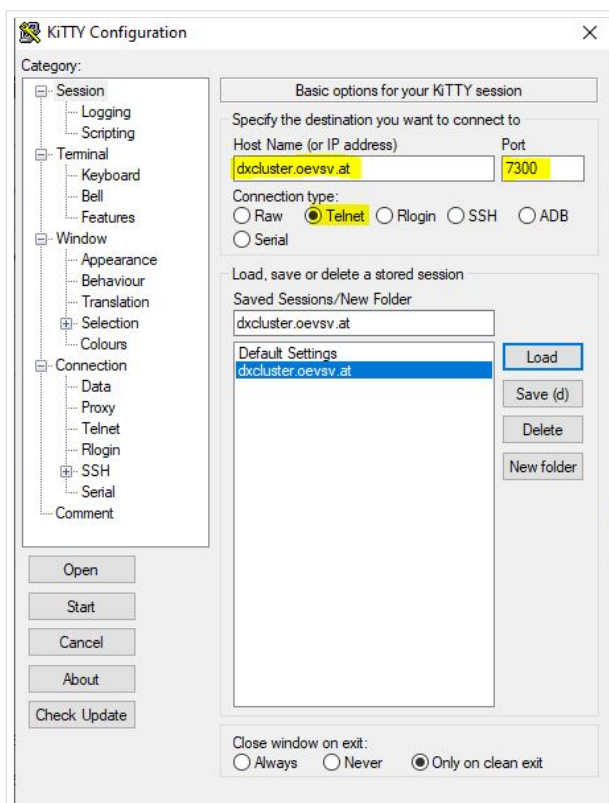 KiTTY Configuration
Category:
Session
Logging
Scripting
Terminal
Keyboard
Bell
Features
Window
Appearance
Behaviour
Translation
Selection
Colours
Connection
Data
Proxy
Telnet
Rlogin
SSH
Serial
Comment
Open
Start
Cancel
About
Check Update
Basic options for your KiTTY session
Specify the destination you want to connect to
Host Name (or IP address) Port
dxcluster.oevsv.at 7300
Connection type:
Raw Telnet Rlogin SSH ADB
Serial
Load, save or delete a stored session
Saved Sessions/New Folder
dxcluster.oevsv.at
Default Settings
dxcluster.oevsv.at
Load
Save (d)
Delete
New folder
Close window on exit:
Always Never Only on clean exit